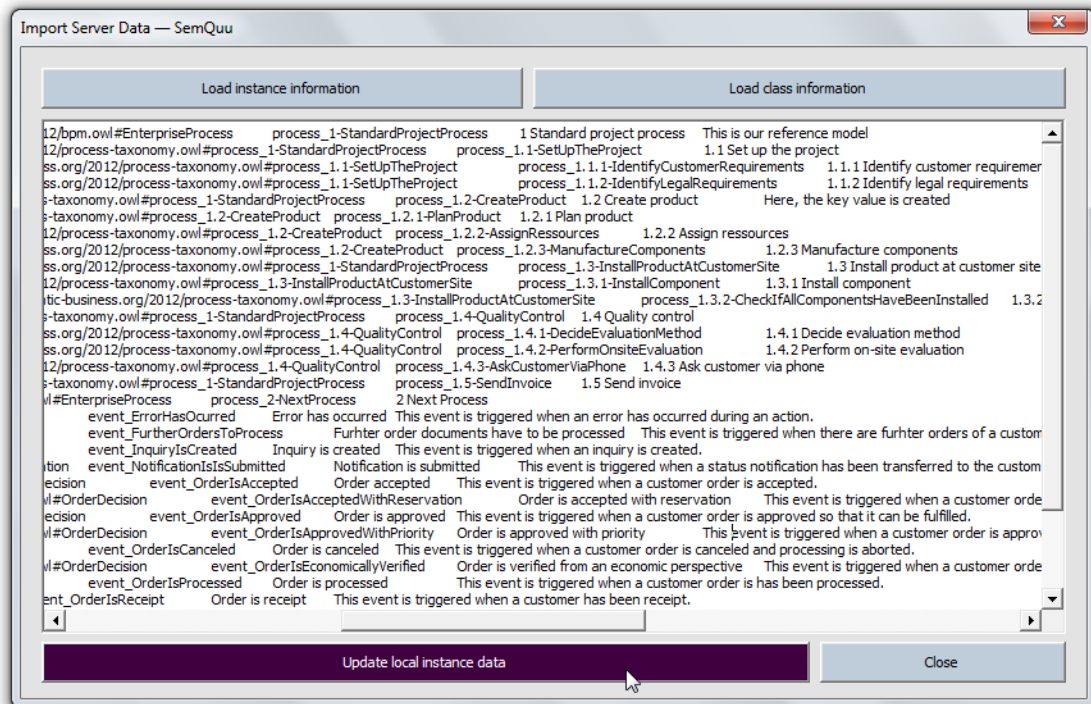 Import Server Data — SemQuu
Load instance information Load class information
12/bpm.owl#EnterpriseProcess process_1-StandardProjectProcess 1 Standard project process This is our reference model
12/process-taxonomy.owl#process_1-StandardProjectProcess process_1.1-SetUpTheProject 1.1 Set up the project
ss.org/2012/process-taxonomy.owl#process_1.1-SetUpTheProject process_1.1.1-IdentifyCustomerRequirements 1.1.1 Identify customer requiremer
ss.org/2012/process-taxonomy.owl#process_1.1-SetUpTheProject process_1.1.2-IdentifyLegalRequirements 1.1.2 Identify legal requirements
s-taxonomy.owl#process_1-StandardProjectProcess process_1.2-CreateProduct 1.2 Create product Here, the key value is created
s-taxonomy.owl#process_1.2-CreateProduct process_1.2.1-PlanProduct 1.2.1 Plan product
12/process-taxonomy.owl#process_1.2-CreateProduct process_1.2.2-AssignRessources 1.2.2 Assign ressources
ss.org/2012/process-taxonomy.owl#process_1.2-CreateProduct process_1.2.3-ManufactureComponents 1.2.3 Manufacture components
ss.org/2012/process-taxonomy.owl#process_1-StandardProjectProcess process_1.3-InstallProductAtCustomerSite 1.3 Install product at customer site
12/process-taxonomy.owl#process_1.3-InstallProductAtCustomerSite process_1.3.1-InstallComponent 1.3.1 Install component
itic-business.org/2012/process-taxonomy.owl#process_1.3-InstallProductAtCustomerSite process_1.3.2-CheckIfAllComponentsHaveBeenInstalled 1.3.2
s-taxonomy.owl#process_1-StandardProjectProcess process_1.4-QualityControl 1.4 Quality control
ss.org/2012/process-taxonomy.owl#process_1.4-QualityControl process_1.4.1-DecideEvaluationMethod 1.4.1 Decide evaluation method
ss.org/2012/process-taxonomy.owl#process_1.4-QualityControl process_1.4.2-PerformOnsiteEvaluation 1.4.2 Perform on-site evaluation
12/process-taxonomy.owl#process_1.4-QualityControl process_1.4.3-AskCustomerViaPhone 1.4.3 Ask customer via phone
s-taxonomy.owl#process_1-StandardProjectProcess process_1.5-SendInvoice 1.5 Send invoice
vl#EnterpriseProcess process_2-NextProcess 2 Next Process
event_ErrorHasOcurred Error has occurred This event is triggered when an error has occurred during an action.
event_FurtherOrdersToProcess Furhter order documents have to be processed This event is triggered when there are furhter orders of a custom
event_InquiryIsCreated Inquiry is created This event is triggered when an inquiry is created.
ation event_NotificationIsIsSubmitted Notification is submitted This event is triggered when a status notification has been transferred to the custom
ecision event_OrderIsAccepted Order accepted This event is triggered when a customer order is accepted.
vl#OrderDecision event_OrderIsAcceptedWithReservation Order is accepted with reservation This event is triggered when a customer orde
ecision event_OrderIsApproved Order is approved This event is triggered when a customer order is approved so that it can be fulfilled.
vl#OrderDecision event_OrderIsApprovedWithPriority Order is approved with priority This event is triggered when a customer order is approv
event_OrderIsCanceled Order is canceled This event is triggered when a customer order is canceled and processing is aborted.
vl#OrderDecision event_OrderIsEconomicallyVerified Order is verified from an economic perspective This event is triggered when a customer orde
event_OrderIsProcessed Order is processed This event is triggered when a customer order is has been processed.
ent_OrderIsReceipt Order is receipt This event is triggered when a customer has been receipt.
Update local instance data Close